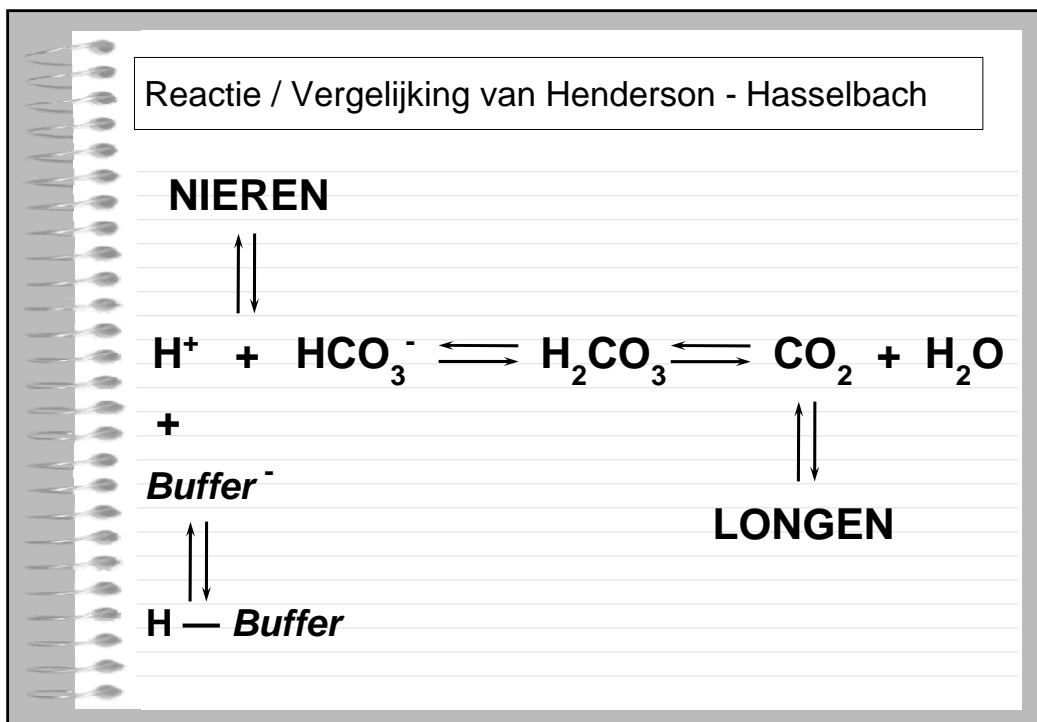 Reactie / Vergelijking van Henderson - Hasselbach
NIEREN
H⁺ + HCO₃⁻ H₂CO₃ CO₂ + H₂O
+
Buffer⁻
LONGEN
H — Buffer